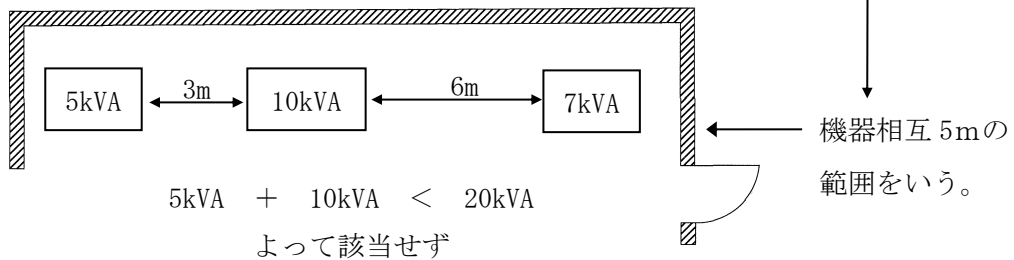 5kVA 3m 10kVA 6m 7kVA
機器相互5mの
範囲をいう。
5kVA + 10kVA < 20kVA
よって該当せず